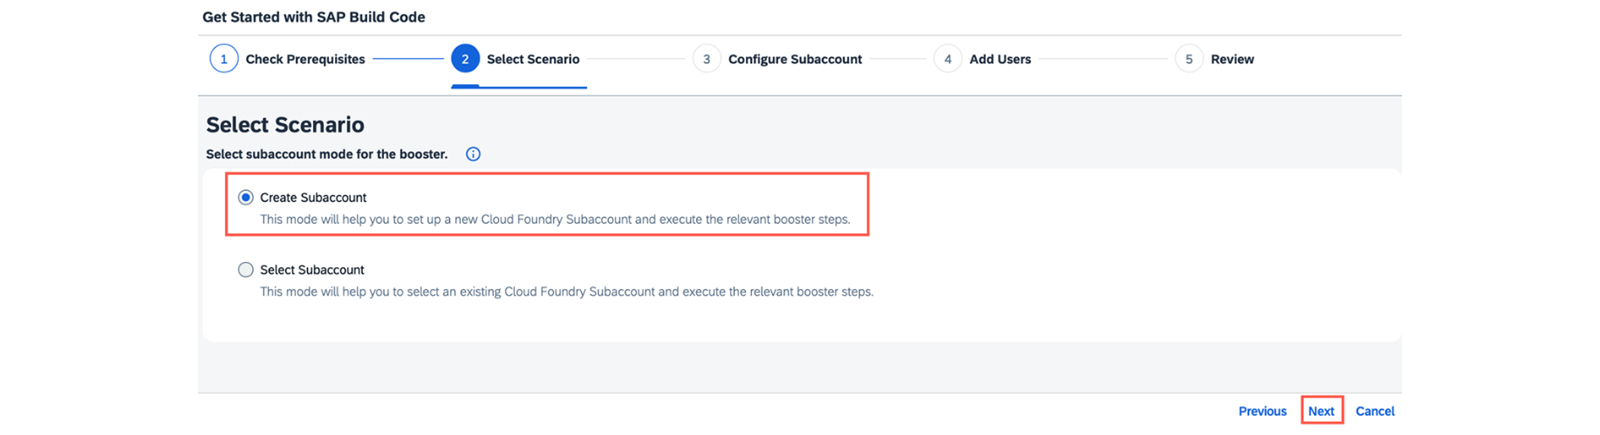 Get Started with SAP Build Code
1 Check Prerequisites 2 Select Scenario 3 Configure Subaccount 4 Add Users 5 Review
Select Scenario
Select subaccount mode for the booster.
Create Subaccount
This mode will help you to set up a new Cloud Foundry Subaccount and execute the relevant booster steps.
Select Subaccount
This mode will help you to select an existing Cloud Foundry Subaccount and execute the relevant booster steps.
Previous Next Cancel